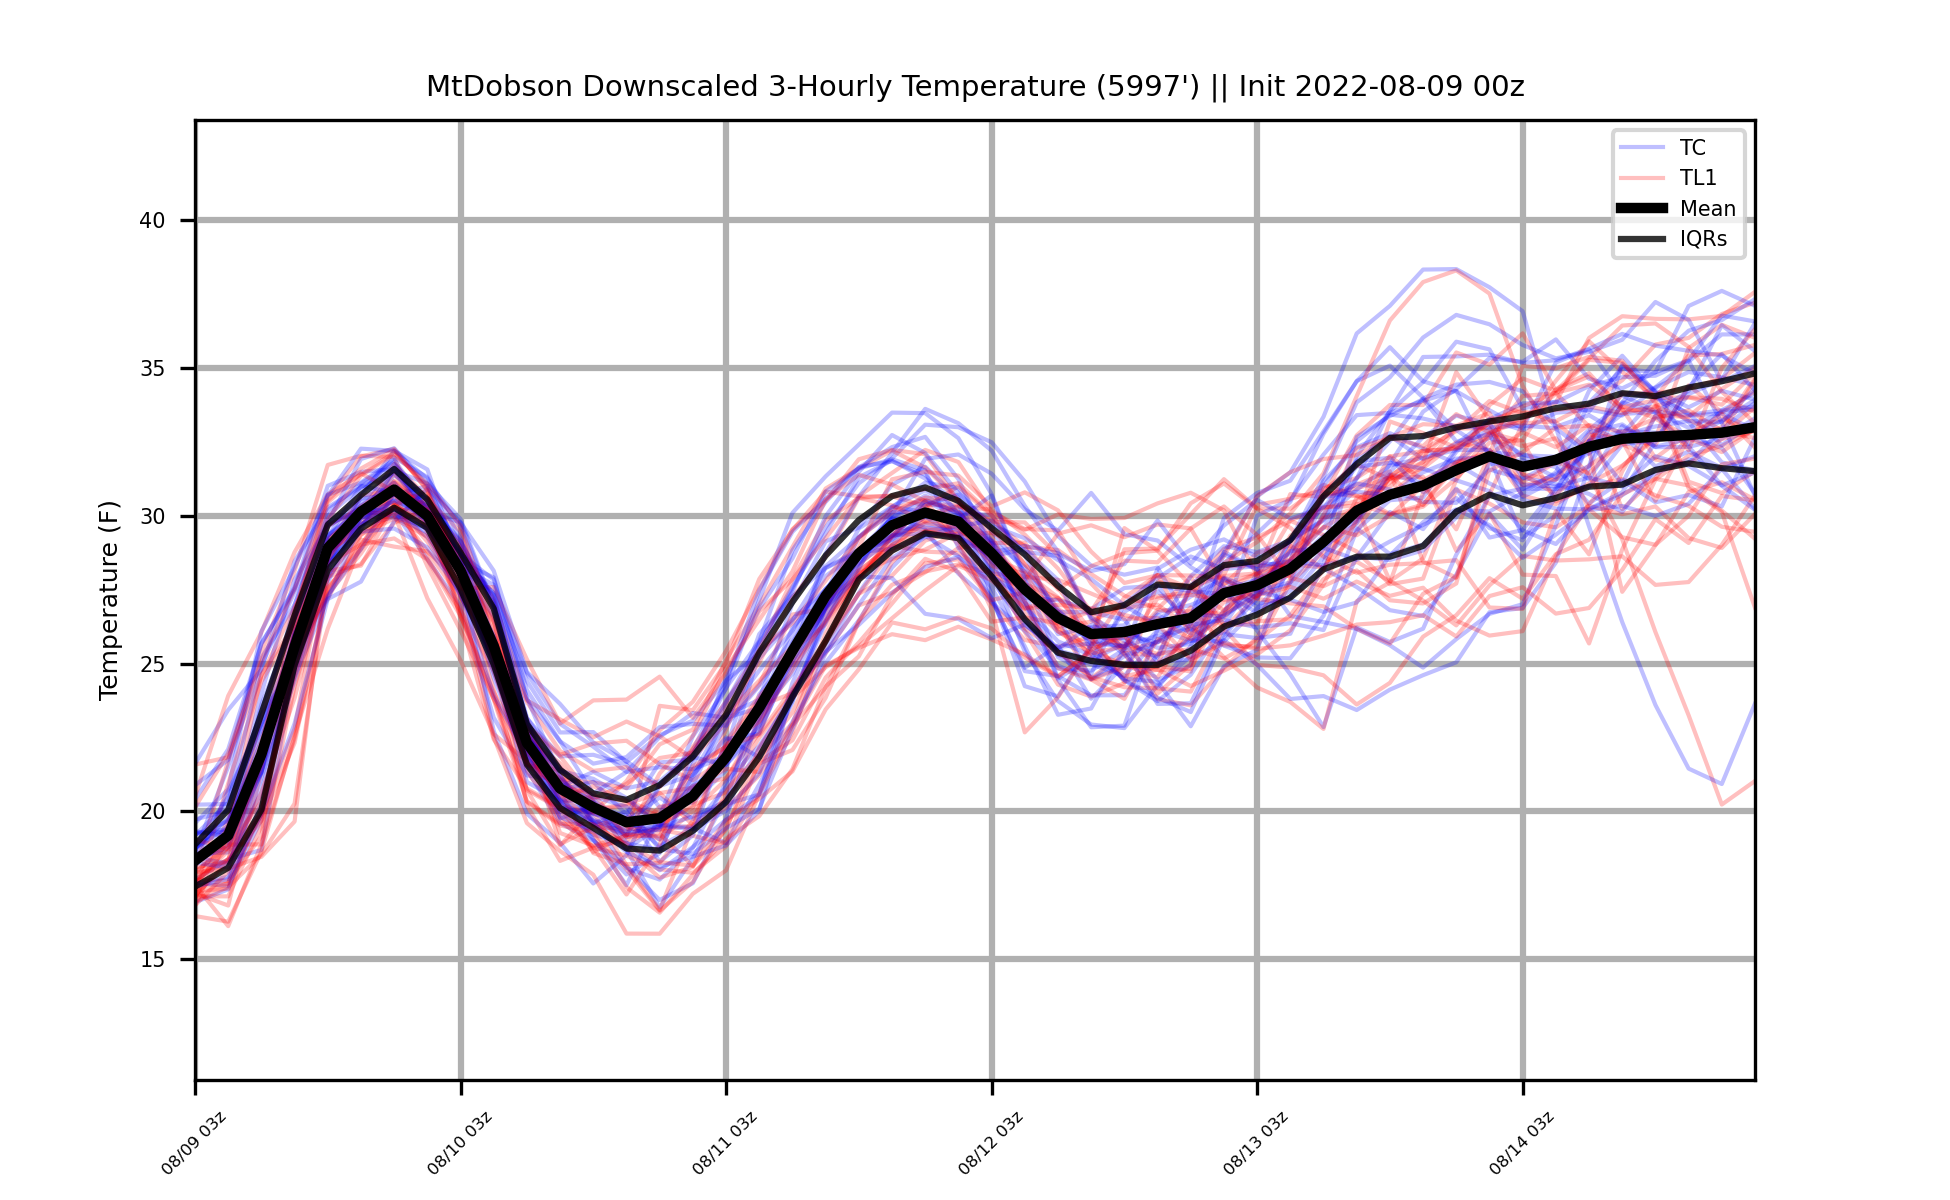 MtDobson Downscaled 3-Hourly Temperature (5997') || Init 2022-08-09 00z
TC
TL1
Mean
IQRs
Temperature (F)
40
35
30
25
20
15
08/09 03z
08/10 03z
08/11 03z
08/12 03z
08/13 03z
08/14 03z